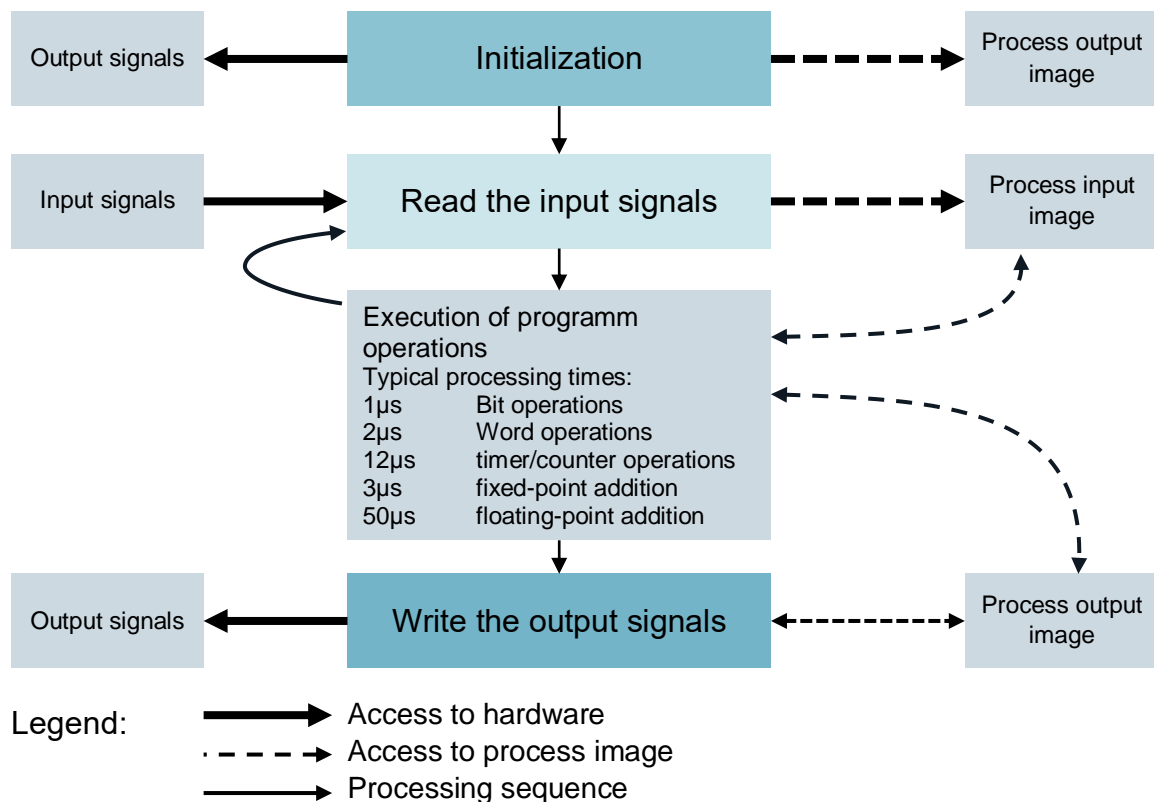 Output signals
Initialization
Process output
image
Input signals
Read the input signals
Process input
image
Execution of programm
operations
Typical processing times:
1µs Bit operations
2µs Word operations
12µs timer/counter operations
3µs fixed-point addition
50µs floating-point addition
Output signals
Write the output signals
Process output
image
Legend:
Access to hardware
Access to process image
Processing sequence